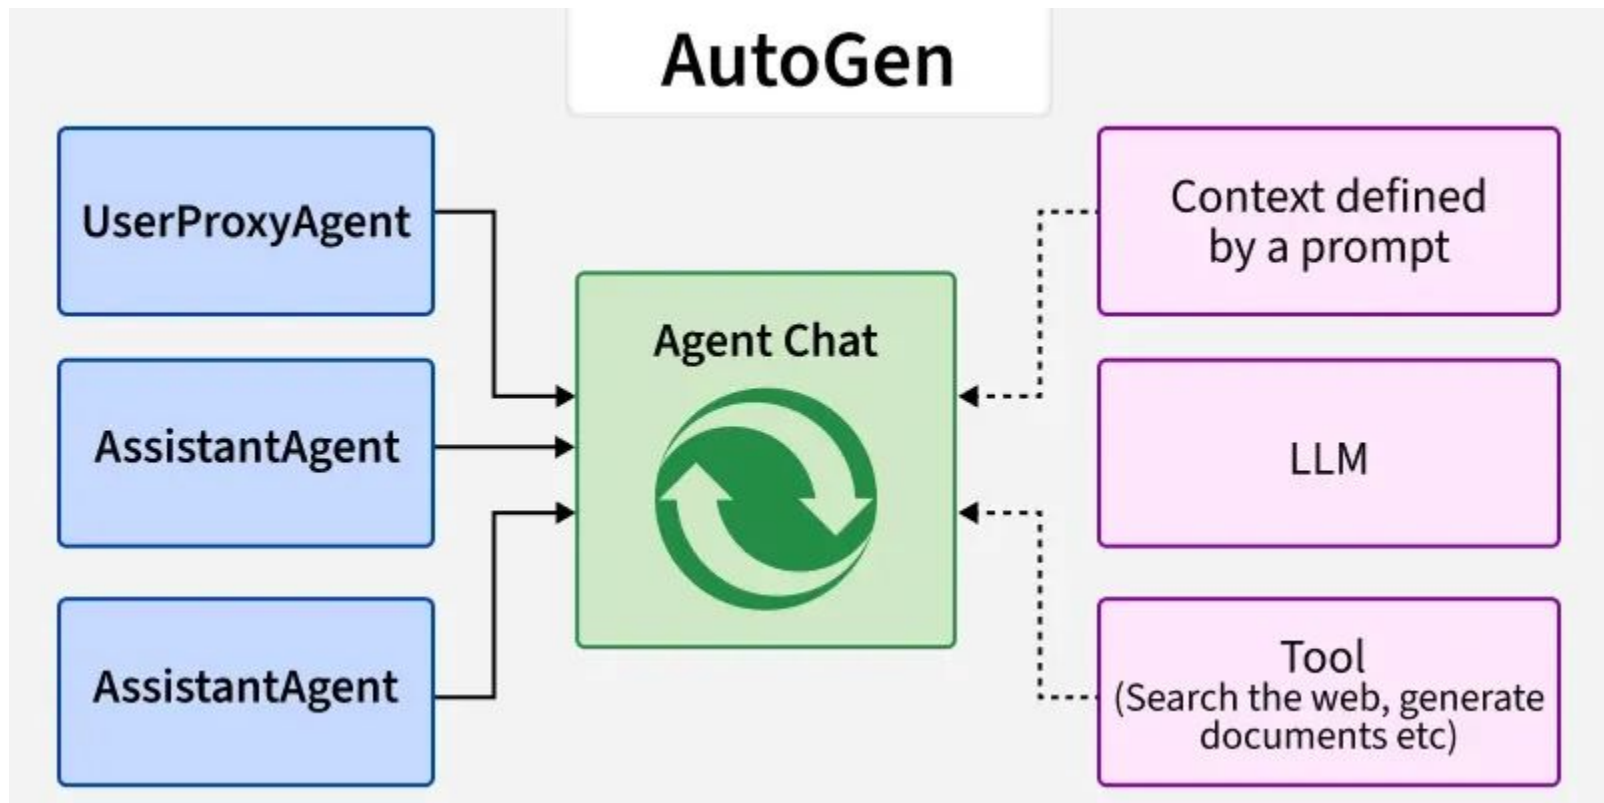 AutoGen
UserProxyAgent
AssistantAgent
AssistantAgent
Agent Chat
Context defined
by a prompt
LLM
Tool
(Search the web, generate
documents etc)